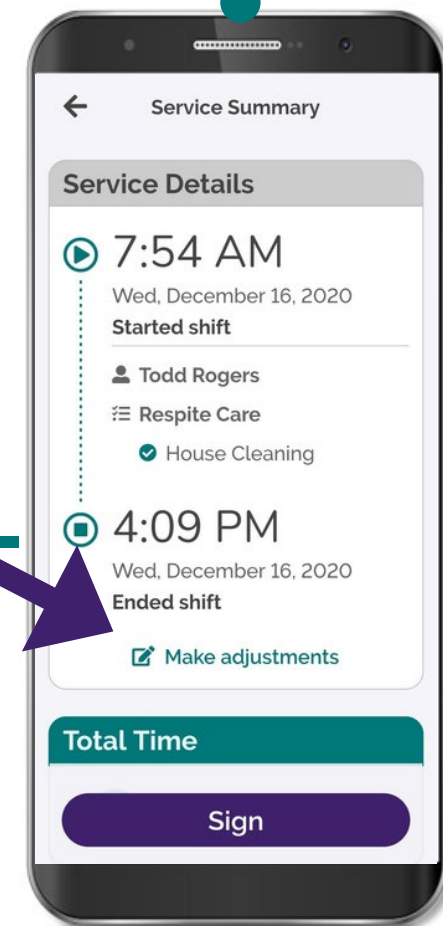 Service Summary
Service Details
7:54 AM
Wed, December 16, 2020
Started shift
Todd Rogers
Respite Care
House Cleaning
4:09 PM
Wed, December 16, 2020
Ended shift
Make adjustments
Total Time
Sign